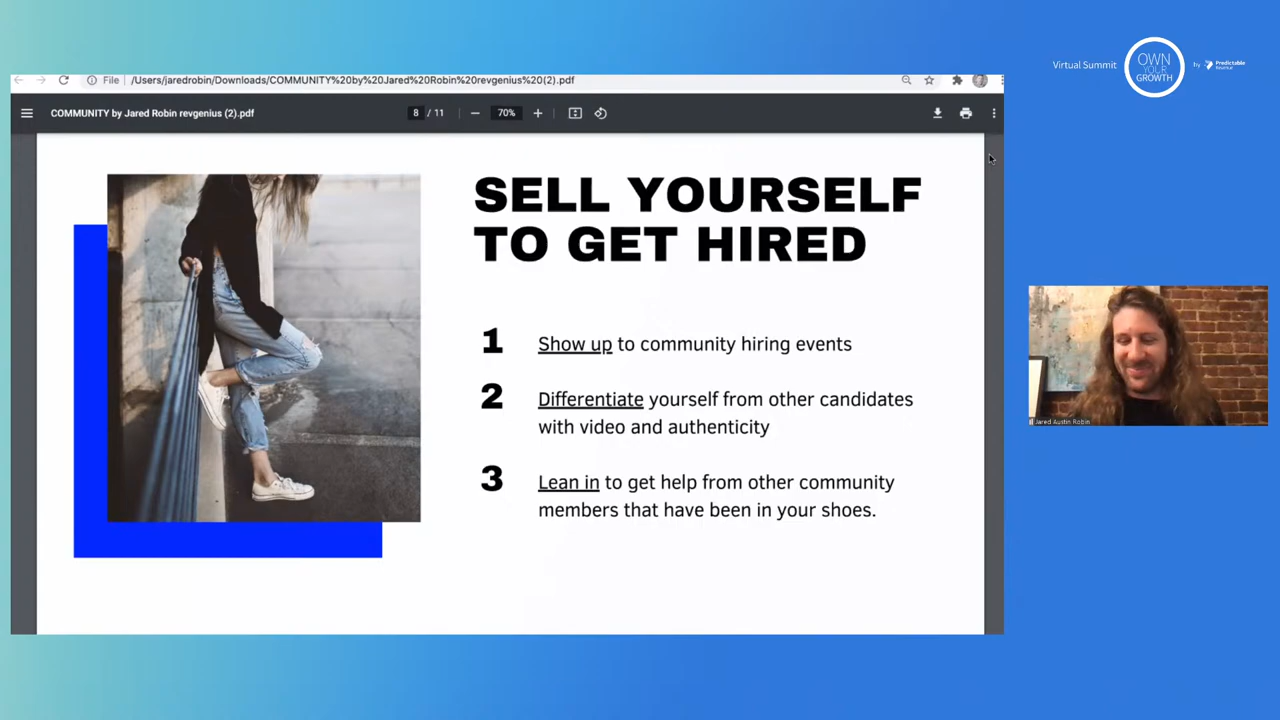 File | /Users/jaredrobin/Downloads/COMMUNITY%20by%20Jared%20Robin%20revgenius%20(2).pdf
Virtual Summit
OWN
YOUR
GROWTH
by Predictable
Revenue
COMMUNITY by Jared Robin revgenius (2).pdf
8 / 11
70%
SELL YOURSELF
TO GET HIRED
1 Show up to community hiring events
2 Differentiate yourself from other candidates
with video and authenticity
3 Lean in to get help from other community
members that have been in your shoes.
Jared Austin Robin